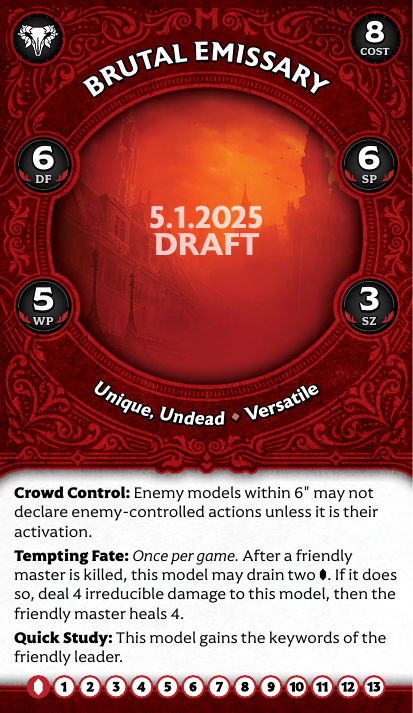 8
COST
BRUTAL EMISSARY
6
DF
6
SP
5.1.2025
DRAFT
5
WP
3
SZ
Unique, Undead ◆ Versatile
Crowd Control: Enemy models within 6" may not
declare enemy-controlled actions unless it is their
activation.
Tempting Fate: Once per game. After a friendly
master is killed, this model may drain two ⬮. If it does
so, deal 4 irreducible damage to this model, then the
friendly master heals 4.
Quick Study: This model gains the keywords of the
friendly leader.
1 2 3 4 5 6 7 8 9 10 11 12 13